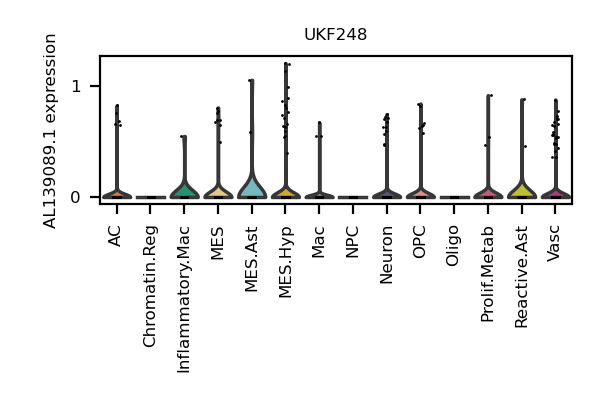 UKF248
AL139089.1 expression
1
0
AC
Chromatin.Reg
Inflammatory.Mac
MES
MES.Ast
MES.Hyp
Mac
NPC
Neuron
OPC
Oligo
Prolif.Metab
Reactive.Ast
Vasc